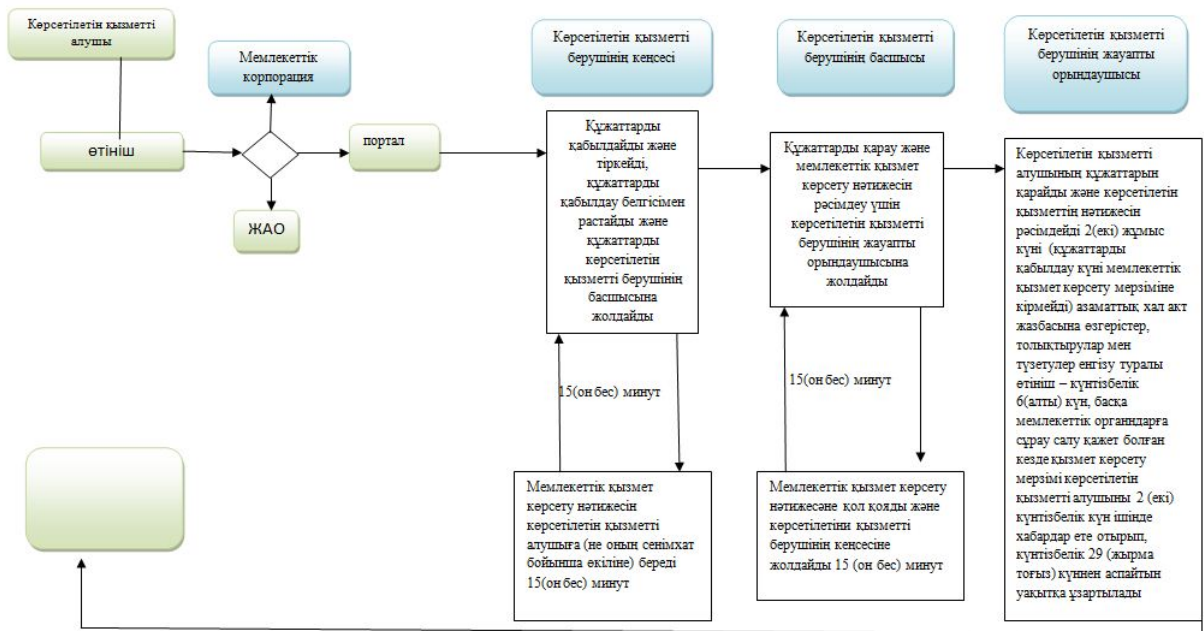 Көрсетілетін қызметті
алушы
Мемлекеттік
корпорация
өтініш
портал
ЖАО
Көрсетілетін қызметті
берушінің кеңсесі
Құжаттарды
қабылдайды және
тіркейді,
құжаттарды
қабылдау белгісімен
растайды және
құжаттарды
көрсетілетін
қызметті берушінің
басшысына
жолдайды
15(он бес) минут
Мемлекеттік қызмет
көрсету нәтижесін
көрсетілетін қызметті
алушыға (не оның сенімхат
бойынша өкіліне) береді
15(он бес) минут
Көрсетілетін қызметті
берушінің басшысы
Құжаттарды қарау және
мемлекеттік қызмет
көрсету нәтижесін
рәсімдеу үшін
көрсетілетін қызметті
берушінің жауапты
орындаушысына
жолдайды
15(он бес) минут
Мемлекеттік қызмет көрсету
нәтижесәне қол қояды және
көрсетілетіни қызметті
берушінің кеңсесіне
жолдайды 15 (он бес) минут
Көрсетілетін қызметті
берушінің жауапты
орындаушысы
Көрсетілетін қызметті
алушының құжаттарын
қарайды және көрсетілетін
қызметтің нәтижесін
рәсімдейді 2(екі) жұмыс
күні (құжаттарды
қабылдау күні мемлекеттік
қызмет көрсету мерзіміне
кірмейді) азаматтық хал акт
жазбасына өзгерістер,
толықтырулар мен
түзетулер енгізу туралы
өтініш – күнтізбелік
6(алты) күн, басқа
мемлекеттік органндарға
сұрау салу қажет болған
кезде қызмет көрсету
мерзімі көрсетілетін
қызметті алушыны 2 (екі)
күнтізбелік күн ішінде
хабардар ете отырып,
күнтізбелік 29 (жырма
тоғыз) күннен аспайтын
уақытқа ұзартылады